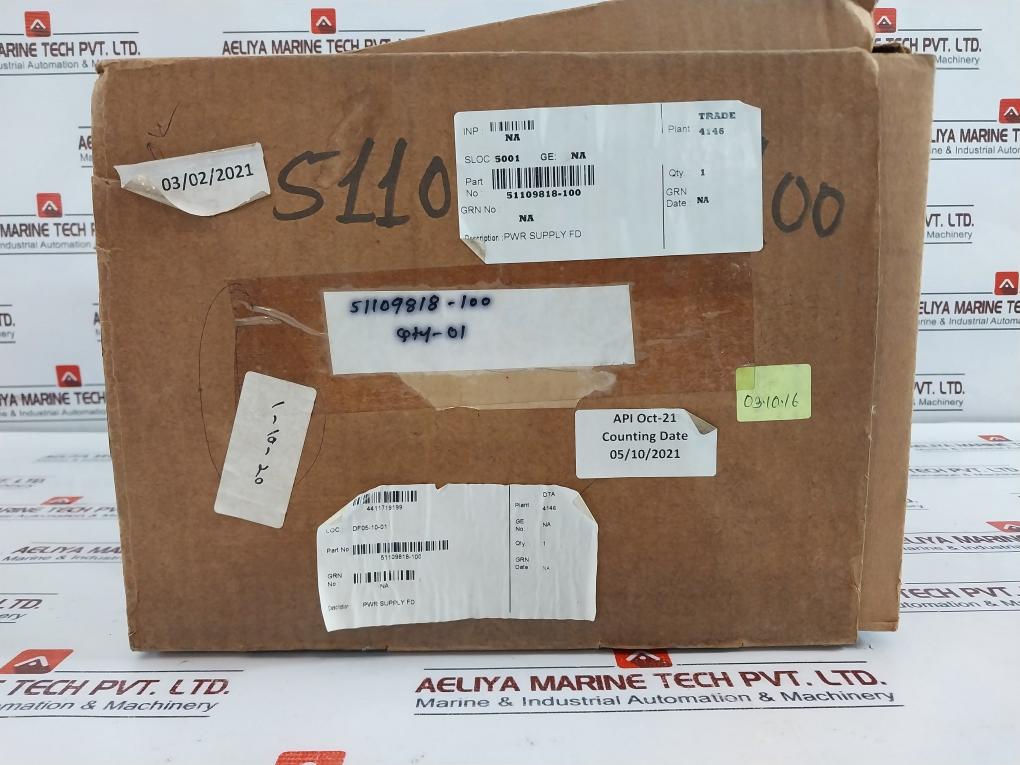 AELIYA MARINE TECH PVT. LTD.
Marine & Industrial Automation & Machinery
03/02/2021
5110
00
INP :
NA
TRADE
Plant 4146
SLOC 5001 GE: NA
Part No : 51109818-100
Qty. 1
GRN No : NA
GRN Date : NA
Description :PWR SUPPLY FD
51109818-100
Qty-01
03.10.16
API Oct-21
Counting Date
05/10/2021
4411719199
DTA
Plant 4146
LOC : DF05-10-01
GE No: NA
Part No
51109818-100
Qty. 1
GRN No NA
GRN Date NA
Description PWR SUPPLY FD
AELIYA MARINE TECH PVT. LTD.
Marine & Industrial Automation & Machinery